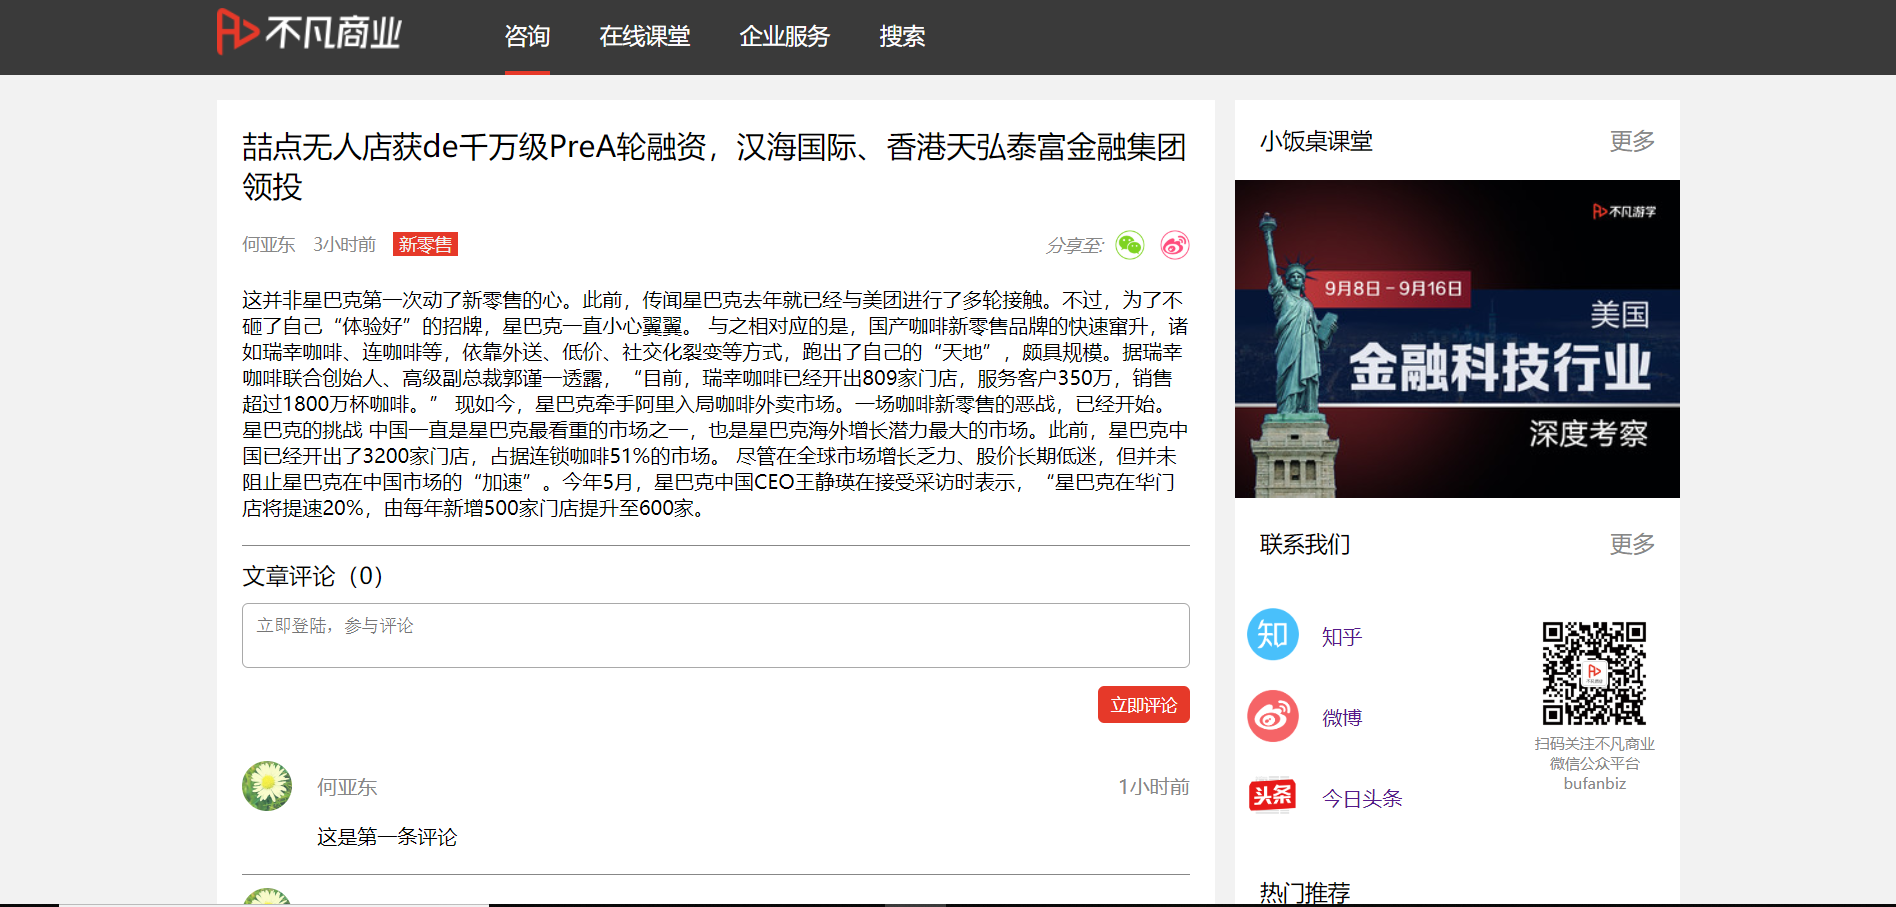 不凡商业
咨询
在线课堂
企业服务
搜索
喆点无人店获de千万级PreA轮融资，汉海国际、香港天弘泰富金融集团
领投
何亚东
3小时前
新零售
分享至:
这并非星巴克第一次动了新零售的心。此前，传闻星巴克去年就已经与美团进行了多轮接触。不过，为了不
砸了自己“体验好”的招牌，星巴克一直小心翼翼。 与之相对应的是，国产咖啡新零售品牌的快速窜升，诸
如瑞幸咖啡、连咖啡等，依靠外送、低价、社交化裂变等方式，跑出了自己的“天地”，颇具规模。据瑞幸
咖啡联合创始人、高级副总裁郭谨一透露，“目前，瑞幸咖啡已经开出809家门店，服务客户350万，销售
超过1800万杯咖啡。” 现如今，星巴克牵手阿里入局咖啡外卖市场。一场咖啡新零售的恶战，已经开始。
星巴克的挑战 中国一直是星巴克最看重的市场之一，也是星巴克海外增长潜力最大的市场。此前，星巴克中
国已经开出了3200家门店，占据连锁咖啡51%的市场。 尽管在全球市场增长乏力、股价长期低迷，但并未
阻止星巴克在中国市场的“加速”。今年5月，星巴克中国CEO王静瑛在接受采访时表示，“星巴克在华门
店将提速20%，由每年新增500家门店提升至600家。
文章评论（0）
立即登陆，参与评论
立即评论
何亚东
1小时前
这是第一条评论
小饭桌课堂
更多
不凡游学
9月8日－9月16日
美国
金融科技行业
深度考察
联系我们
更多
知
知乎
微博
头条
今日头条
扫码关注不凡商业
微信公众平台
bufanbiz
热门推荐